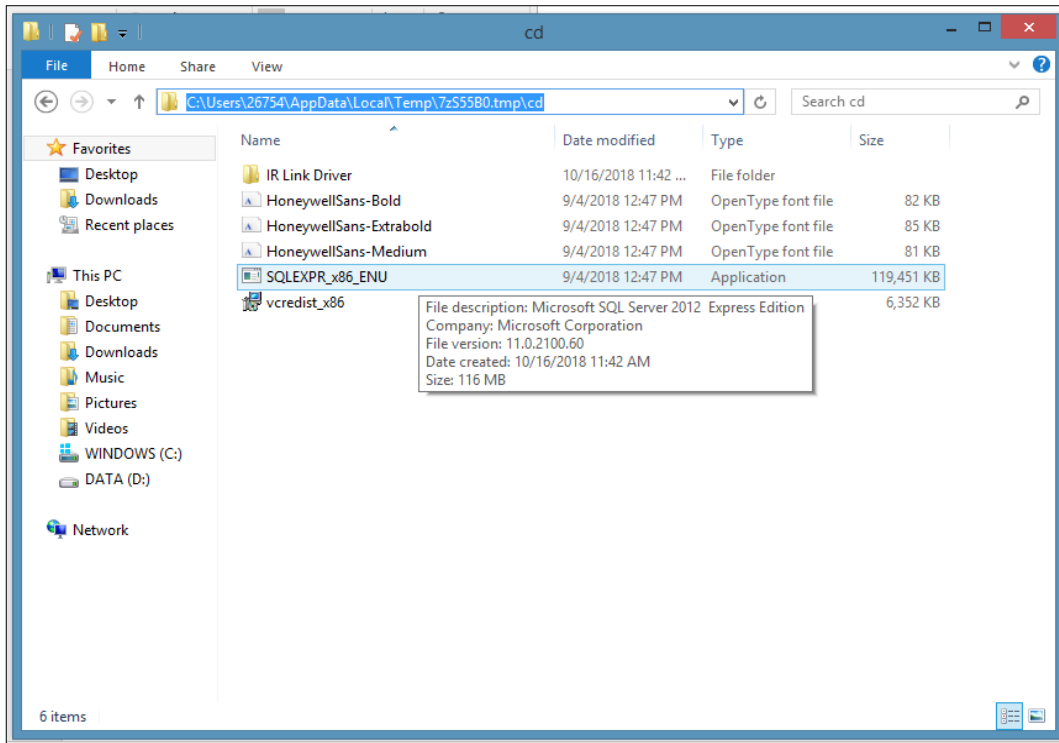 cd
File Home Share View
C:\Users\26754\AppData\Local\Temp\7zS55B0.tmp\cd Search cd
Name Date modified Type Size
Favorites
Desktop
Downloads
Recent places
This PC
Desktop
Documents
Downloads
Music
Pictures
Videos
WINDOWS (C:)
DATA (D:)
Network
IR Link Driver 10/16/2018 11:42 ... File folder
HoneywellSans-Bold 9/4/2018 12:47 PM OpenType font file 82 KB
HoneywellSans-Extrabold 9/4/2018 12:47 PM OpenType font file 85 KB
HoneywellSans-Medium 9/4/2018 12:47 PM OpenType font file 81 KB
SQLEXPR_x86_ENU 9/4/2018 12:47 PM Application 119,451 KB
vcredist_x86 6,352 KB
File description: Microsoft SQL Server 2012 Express Edition
Company: Microsoft Corporation
File version: 11.0.2100.60
Date created: 10/16/2018 11:42 AM
Size: 116 MB
6 items